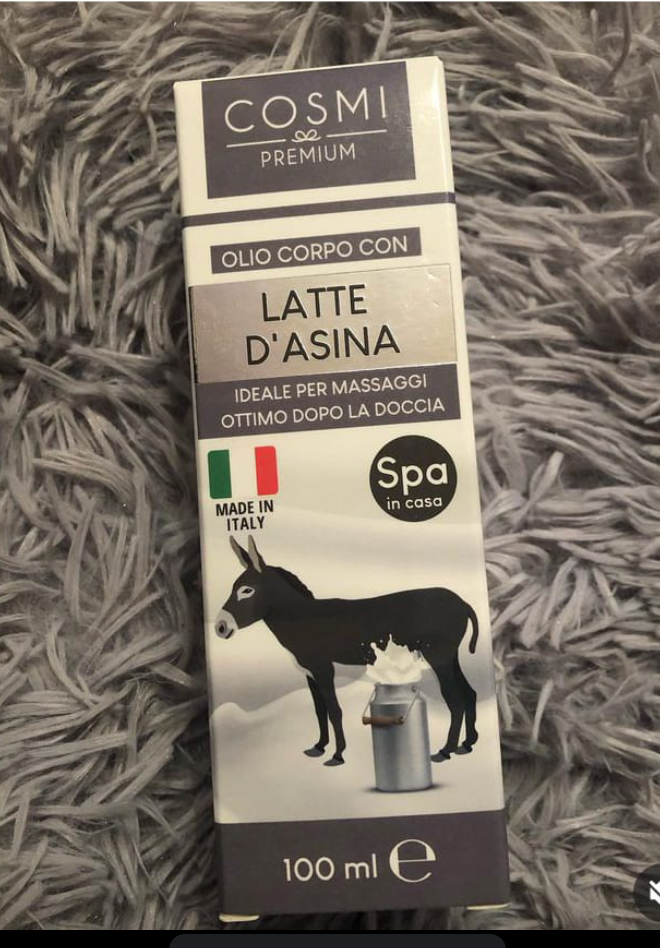 COSMI
PREMIUM
OLIO CORPO CON
LATTE
D'ASINA
IDEALE PER MASSAGGI
OTTIMO DOPO LA DOCCIA
Spa
in casa
MADE IN
ITALY
100 ml ℮